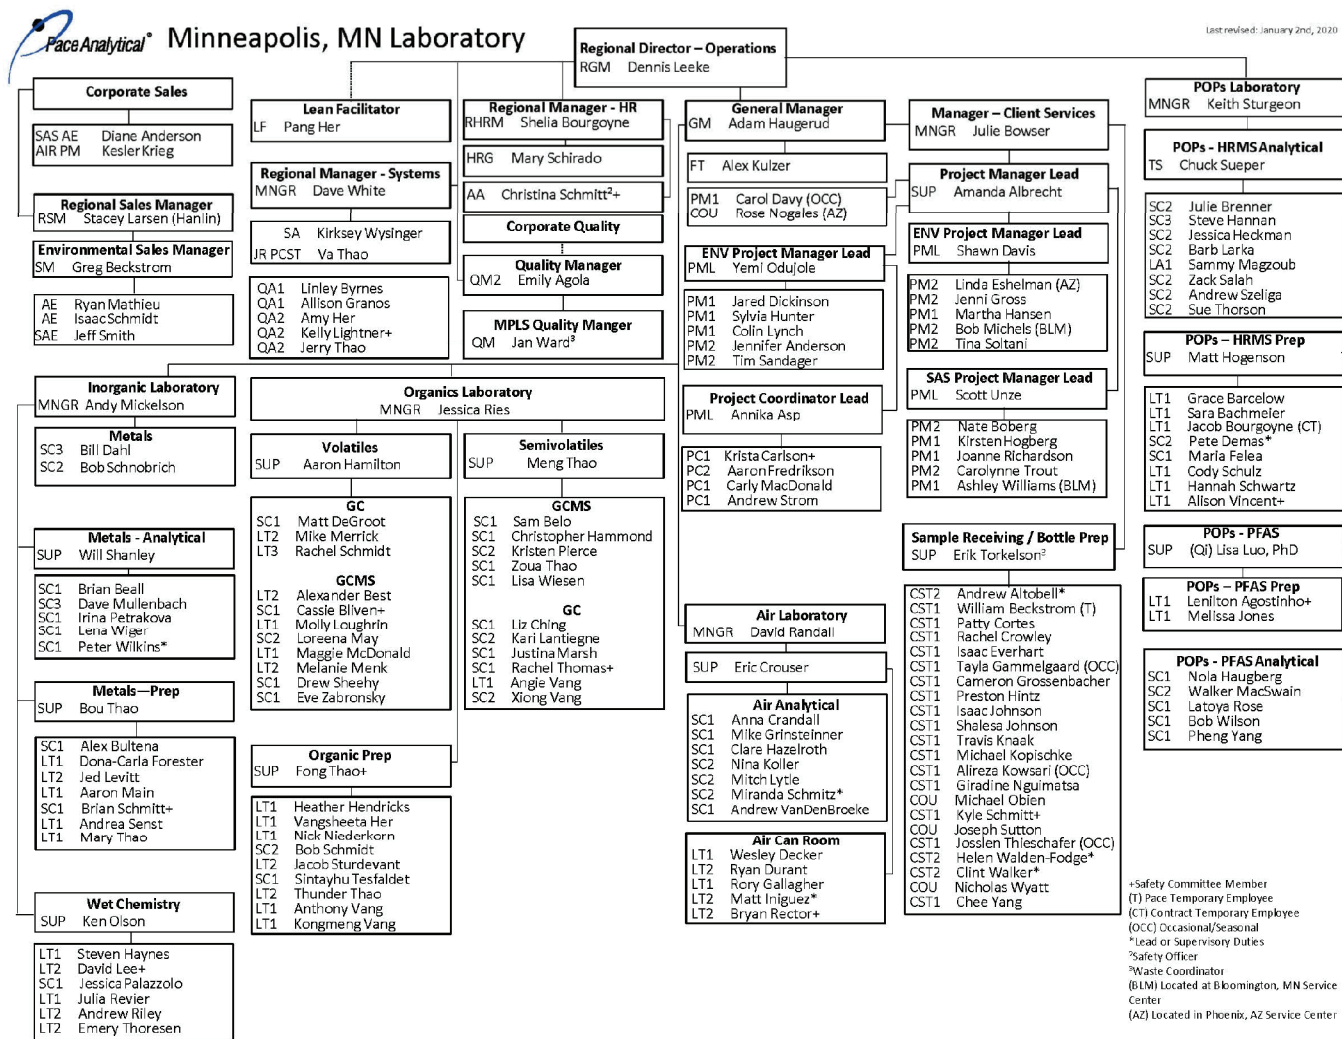 Pace Analytical® Minneapolis, MN Laboratory
Last revised: January 2nd, 2020
Regional Director – Operations
RGM Dennis Leeke
Corporate Sales
SAS AE Diane Anderson
AIR PM Kesler Krieg
Regional Sales Manager
RSM Stacey Larsen (Hanlin)
Environmental Sales Manager
SM Greg Beckstrom
AE Ryan Mathieu
AE Isaac Schmidt
SAE Jeff Smith
Lean Facilitator
LF Pang Her
Regional Manager - Systems
MNGR Dave White
SA Kirksey Wysinger
JR PCST Va Thao
QA1 Linley Byrnes
QA1 Allison Granos
QA2 Amy Her
QA2 Kelly Lightner+
QA2 Jerry Thao
Regional Manager - HR
RHRM Shelia Bourgoyne
HRG Mary Schirado
AA Christina Schmitt²+
Corporate Quality
Quality Manager
QM2 Emily Agola
MPLS Quality Manger
QM Jan Ward³
General Manager
GM Adam Haugerud
FT Alex Kulzer
PM1 Carol Davy (OCC)
COU Rose Nogales (AZ)
ENV Project Manager Lead
PML Yemi Odujole
PM1 Jared Dickinson
PM1 Sylvia Hunter
PM1 Colin Lynch
PM2 Jennifer Anderson
PM2 Tim Sandager
Project Coordinator Lead
PML Annika Asp
PC1 Krista Carlson+
PC2 Aaron Fredrikson
PC1 Carly MacDonald
PC1 Andrew Strom
Manager – Client Services
MNGR Julie Bowser
Project Manager Lead
SUP Amanda Albrecht
ENV Project Manager Lead
PML Shawn Davis
PM2 Linda Eshelman (AZ)
PM2 Jenni Gross
PM1 Martha Hansen
PM2 Bob Michels (BLM)
PM2 Tina Soltani
SAS Project Manager Lead
PML Scott Unze
PM2 Nate Boberg
PM1 Kirsten Hogberg
PM1 Joanne Richardson
PM2 Carolynne Trout
PM1 Ashley Williams (BLM)
Sample Receiving / Bottle Prep
SUP Erik Torkelson³
CST2 Andrew Altobell*
CST1 William Beckstrom (T)
CST1 Patty Cortes
CST1 Rachel Crowley
CST1 Isaac Everhart
CST1 Tayla Gammelgaard (OCC)
CST1 Cameron Grossenbacher
CST1 Preston Hintz
CST1 Isaac Johnson
CST1 Shalesa Johnson
CST1 Travis Knaak
CST1 Michael Kopischke
CST1 Alireza Kowsari (OCC)
CST1 Giradine Nguimatsa
COU Michael Obien
CST1 Kyle Schmitt+
COU Joseph Sutton
CST1 Josslen Thieschafer (OCC)
CST2 Helen Walden-Fodge*
CST2 Clint Walker*
COU Nicholas Wyatt
CST1 Chee Yang
POPs Laboratory
MNGR Keith Sturgeon
POPs - HRMS Analytical
TS Chuck Sueper
SC2 Julie Brenner
SC3 Steve Hannan
SC2 Jessica Heckman
SC2 Barb Larka
LA1 Sammy Magzoub
SC2 Zack Salah
SC2 Andrew Szeliga
SC2 Sue Thorson
POPs – HRMS Prep
SUP Matt Hogenson
LT1 Grace Barcelow
LT1 Sara Bachmeier
LT1 Jacob Bourgoyne (CT)
SC2 Pete Demas*
SC1 Maria Felea
LT1 Cody Schulz
LT1 Hannah Schwartz
LT1 Alison Vincent+
POPs - PFAS
SUP (Qi) Lisa Luo, PhD
POPs – PFAS Prep
LT1 Lenilton Agostinho+
LT1 Melissa Jones
POPs - PFAS Analytical
SC1 Nola Haugberg
SC2 Walker MacSwain
SC1 Latoya Rose
SC1 Bob Wilson
SC1 Pheng Yang
Inorganic Laboratory
MNGR Andy Mickelson
Metals
SC3 Bill Dahl
SC2 Bob Schnobrich
Metals - Analytical
SUP Will Shanley
SC1 Brian Beall
SC3 Dave Mullenbach
SC1 Irina Petrakova
SC1 Lena Wiger
SC1 Peter Wilkins*
Metals—Prep
SUP Bou Thao
SC1 Alex Bultena
LT1 Dona-Carla Forester
LT2 Jed Levitt
LT1 Aaron Main
SC1 Brian Schmitt+
LT1 Andrea Senst
LT1 Mary Thao
Wet Chemistry
SUP Ken Olson
LT1 Steven Haynes
LT2 David Lee+
SC1 Jessica Palazzolo
LT1 Julia Revier
LT2 Andrew Riley
LT2 Emery Thoresen
Organics Laboratory
MNGR Jessica Ries
Volatiles
SUP Aaron Hamilton
GC
SC1 Matt DeGroot
LT2 Mike Merrick
LT3 Rachel Schmidt
GCMS
LT2 Alexander Best
SC1 Cassie Bliven+
LT1 Molly Loughrin
SC2 Loreena May
LT1 Maggie McDonald
LT2 Melanie Menk
SC1 Drew Sheehy
SC1 Eve Zabronsky
Semivolatiles
SUP Meng Thao
GCMS
SC1 Sam Belo
SC1 Christopher Hammond
SC2 Kristen Pierce
SC1 Zoua Thao
SC1 Lisa Wiesen
GC
SC1 Liz Ching
SC2 Kari Lantiegne
SC1 Justina Marsh
SC1 Rachel Thomas+
LT1 Angie Vang
SC2 Xiong Vang
Organic Prep
SUP Fong Thao+
LT1 Heather Hendricks
LT1 Vangsheeta Her
LT1 Nick Niederkorn
SC2 Bob Schmidt
LT2 Jacob Sturdevant
SC1 Sintayhu Tesfaldet
LT2 Thunder Thao
LT1 Anthony Vang
LT1 Kongmeng Vang
Air Laboratory
MNGR David Randall
SUP Eric Crouser
Air Analytical
SC1 Anna Crandall
SC1 Mike Grinsteinner
SC1 Clare Hazelroth
SC2 Nina Koller
SC2 Mitch Lytle
SC2 Miranda Schmitz*
SC1 Andrew VanDenBroeke
Air Can Room
LT1 Wesley Decker
LT2 Ryan Durant
LT1 Rory Gallagher
LT2 Matt Iniguez*
LT2 Bryan Rector+
+Safety Committee Member
(T) Pace Temporary Employee
(CT) Contract Temporary Employee
(OCC) Occasional/Seasonal
*Lead or Supervisory Duties
²Safety Officer
³Waste Coordinator
(BLM) Located at Bloomington, MN Service
Center
(AZ) Located in Phoenix, AZ Service Center